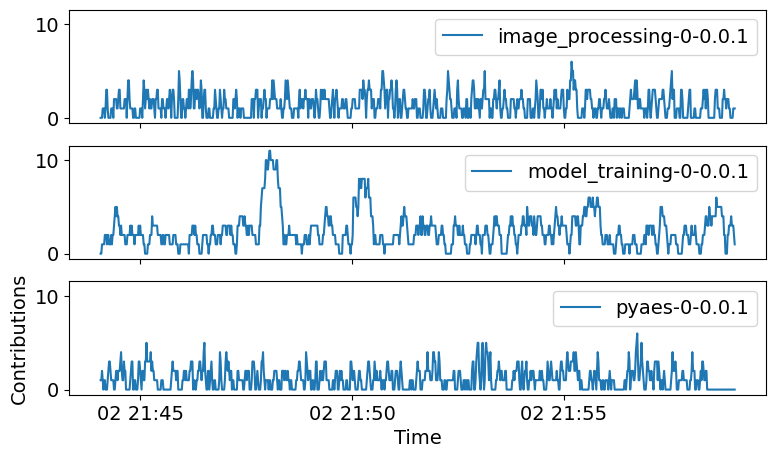 10
0
image_processing-0-0.0.1
10
0
model_training-0-0.0.1
10
0
pyaes-0-0.0.1
Contributions
02 21:45
02 21:50
02 21:55
Time